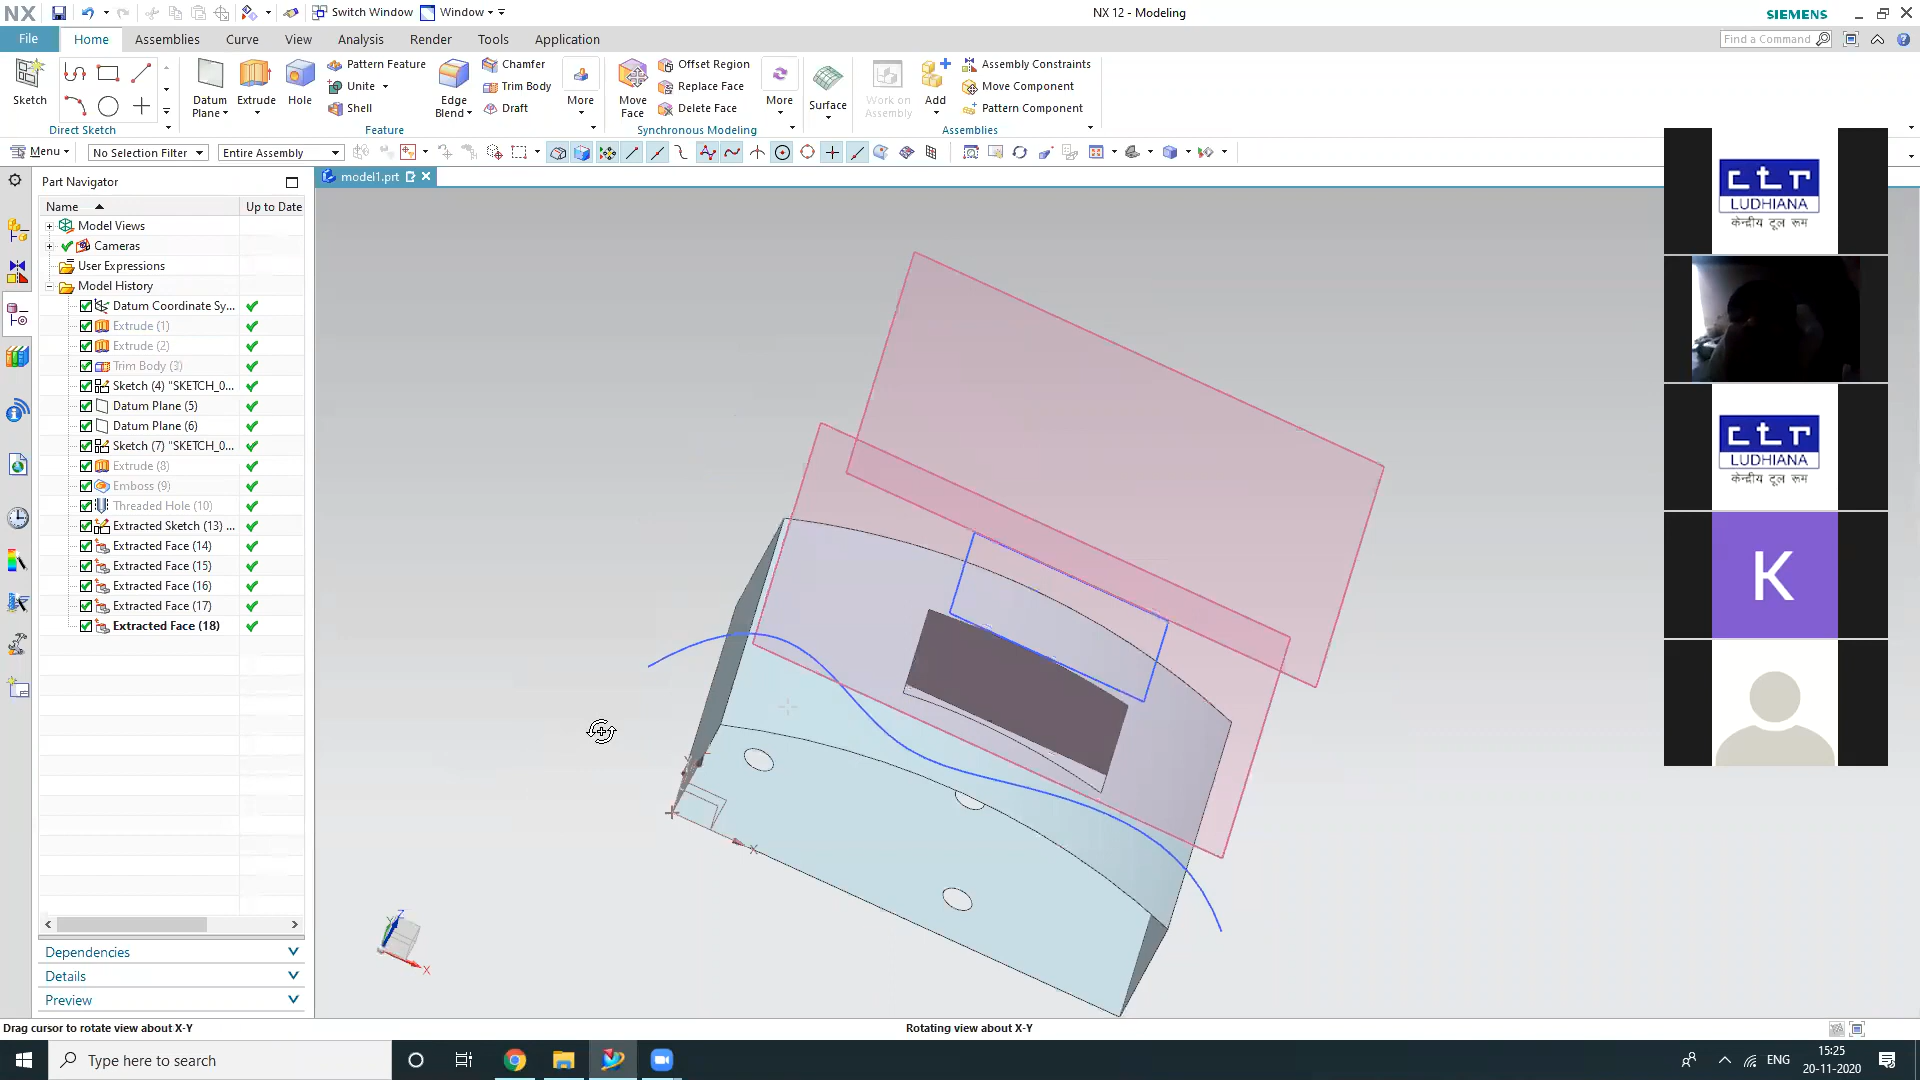 NX
Switch Window
Window
NX 12 - Modeling
SIEMENS
File
Home
Assemblies
Curve
View
Analysis
Render
Tools
Application
Find a Command
Sketch
Direct Sketch
Datum Plane
Extrude
Hole
Pattern Feature
Unite
Shell
Edge Blend
Chamfer
Trim Body
Draft
More
Feature
Move Face
Offset Region
Replace Face
Delete Face
More
Synchronous Modeling
Surface
Work on Assembly
Add
Assembly Constraints
Move Component
Pattern Component
Assemblies
Menu
No Selection Filter
Entire Assembly
Part Navigator
model1.prt
Name
Up to Date
Model Views
Cameras
User Expressions
Model History
Datum Coordinate Sy...
Extrude (1)
Extrude (2)
Trim Body (3)
Sketch (4) "SKETCH_0...
Datum Plane (5)
Datum Plane (6)
Sketch (7) "SKETCH_0...
Extrude (8)
Emboss (9)
Threaded Hole (10)
Extracted Sketch (13) ...
Extracted Face (14)
Extracted Face (15)
Extracted Face (16)
Extracted Face (17)
Extracted Face (18)
Dependencies
Details
Preview
X
Z
Y
X
ctr
LUDHIANA
केन्द्रीय टूल रूम
ctr
LUDHIANA
केन्द्रीय टूल रूम
K
Drag cursor to rotate view about X-Y
Rotating view about X-Y
Type here to search
ENG
15:25
20-11-2020